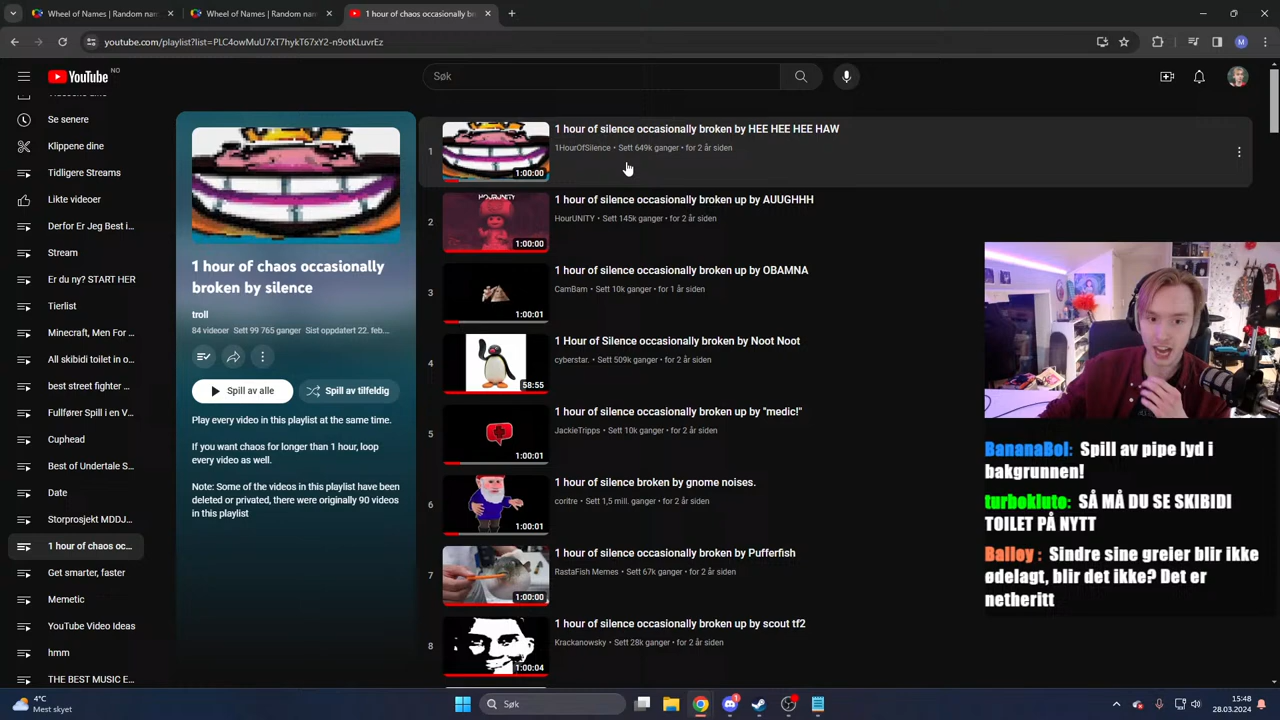 Wheel of Names | Random nam
Wheel of Names | Random nam
1 hour of chaos occasionally be
youtube.com/playlist?list=PLC4owMuU7xT7hykT67xY2-n9otKLuvrEz
M
YouTube NO
Søk
Se senere
Klippene dine
Tidligere Streams
Likte videoer
Derfor Er Jeg Best i...
Stream
Er du ny? START HER
Tierlist
Minecraft, Men For ...
All skibidi toilet in o...
best street fighter ...
Fullfører Spill i en V...
Cuphead
Best of Undertale S...
Date
Storprosjekt MDDJ...
1 hour of chaos oc...
Get smarter, faster
Memetic
YouTube Video Ideas
hmm
THE BEST MUSIC E...
1 hour of chaos occasionally
broken by silence
troll
84 videoer Sett 99 765 ganger Sist oppdatert 22. feb...
Spill av alle
Spill av tilfeldig
Play every video in this playlist at the same time.
If you want chaos for longer than 1 hour, loop
every video as well.
Note: Some of the videos in this playlist have been
deleted or privated, there were originally 90 videos
in this playlist
1
1:00:00
1 hour of silence occasionally broken by HEE HEE HEE HAW
1HourOfSilence • Sett 649k ganger • for 2 år siden
2
HOURUNITY
1:00:00
1 hour of silence occasionally broken up by AUUGHHH
HourUNITY • Sett 145k ganger • for 2 år siden
3
1:00:01
1 hour of silence occasionally broken up by OBAMNA
CamBam • Sett 10k ganger • for 1 år siden
4
58:55
1 Hour of Silence occasionally broken by Noot Noot
cyberstar. • Sett 509k ganger • for 2 år siden
5
1:00:01
1 hour of silence occasionally broken up by "medic!"
JackieTripps • Sett 10k ganger • for 2 år siden
6
1:00:01
1 hour of silence broken by gnome noises.
coritre • Sett 1,5 mill. ganger • for 2 år siden
7
1:00:00
1 hour of silence occasionally broken by Pufferfish
RastaFish Memes • Sett 67k ganger • for 2 år siden
8
1:00:04
1 hour of silence occasionally broken up by scout tf2
Krackanowsky • Sett 28k ganger • for 2 år siden
BananaBol: Spill av pipe lyd i
bakgrunnen!
turboklute: SÅ MÅ DU SE SKIBIDI
TOILET PÅ NYTT
Balloy : Sindre sine greier blir ikke
ødelagt, blir det ikke? Det er
netheritt
4°C
Mest skyet
Søk
1
15:48
28.03.2024